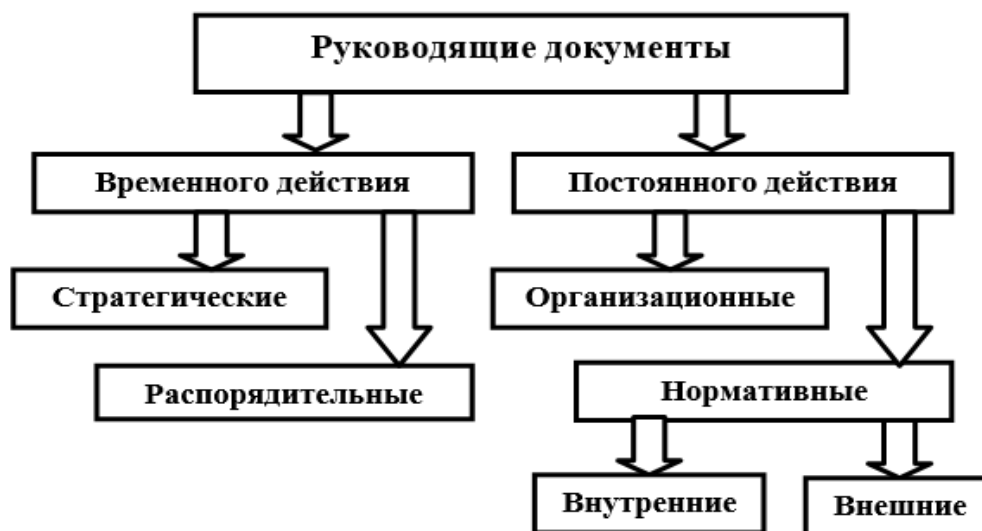 Руководящие документы
Временного действия
Постоянного действия
Стратегические
Организационные
Распорядительные
Нормативные
Внутренние
Внешние